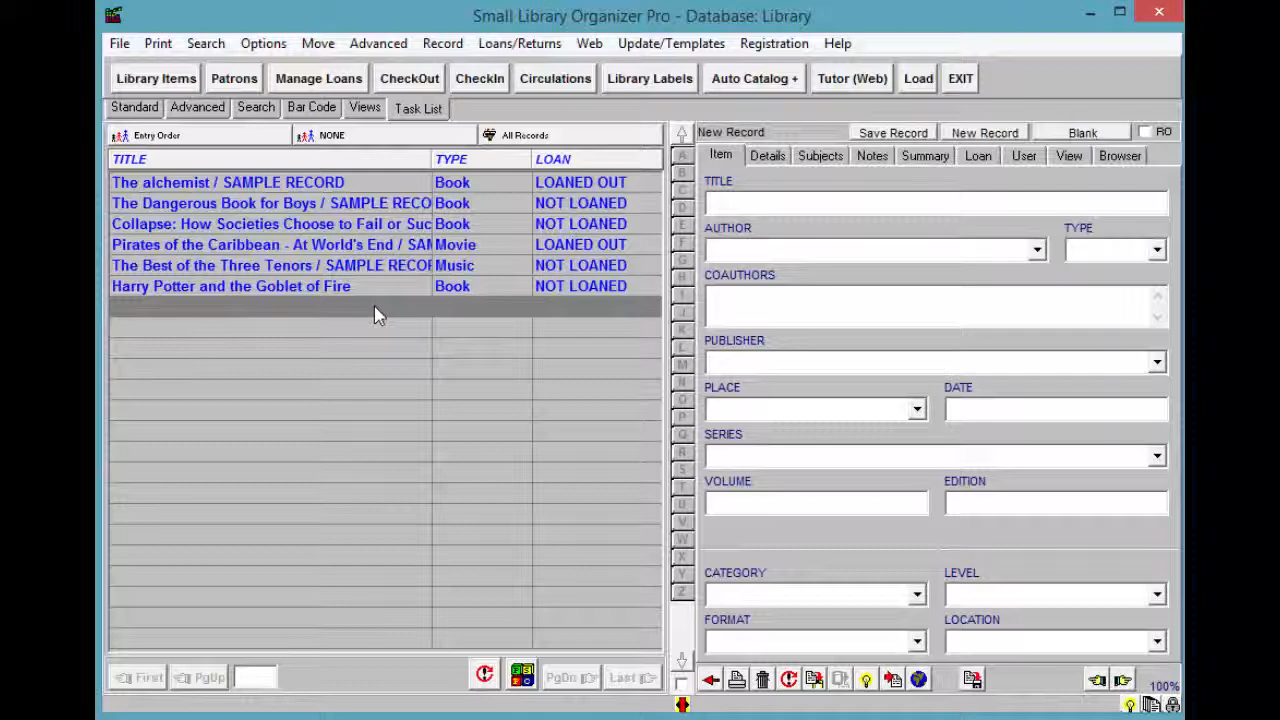 Small Library Organizer Pro - Database: Library
File Print Search Options Move Advanced Record Loans/Returns Web Update/Templates Registration Help
Library Items Patrons Manage Loans CheckOut CheckIn Circulations Library Labels Auto Catalog + Tutor (Web) Load EXIT
Standard Advanced Search Bar Code Views Task List
Entry Order NONE All Records
New Record Save Record New Record Blank RO
Item Details Subjects Notes Summary Loan User View Browser
TITLE TYPE LOAN
The alchemist / SAMPLE RECORD Book LOANED OUT
The Dangerous Book for Boys / SAMPLE RECO Book NOT LOANED
Collapse: How Societies Choose to Fail or Suc Book NOT LOANED
Pirates of the Caribbean - At World's End / SAM Movie LOANED OUT
The Best of the Three Tenors / SAMPLE RECOR Music NOT LOANED
Harry Potter and the Goblet of Fire Book NOT LOANED
A
B
C
D
E
F
G
H
I
J
K
L
M
N
O
P
Q
R
S
T
U
V
W
X
Y
Z
TITLE
AUTHOR TYPE
COAUTHORS
PUBLISHER
PLACE DATE
SERIES
VOLUME EDITION
CATEGORY LEVEL
FORMAT LOCATION
First PgUp PgDn Last
100%